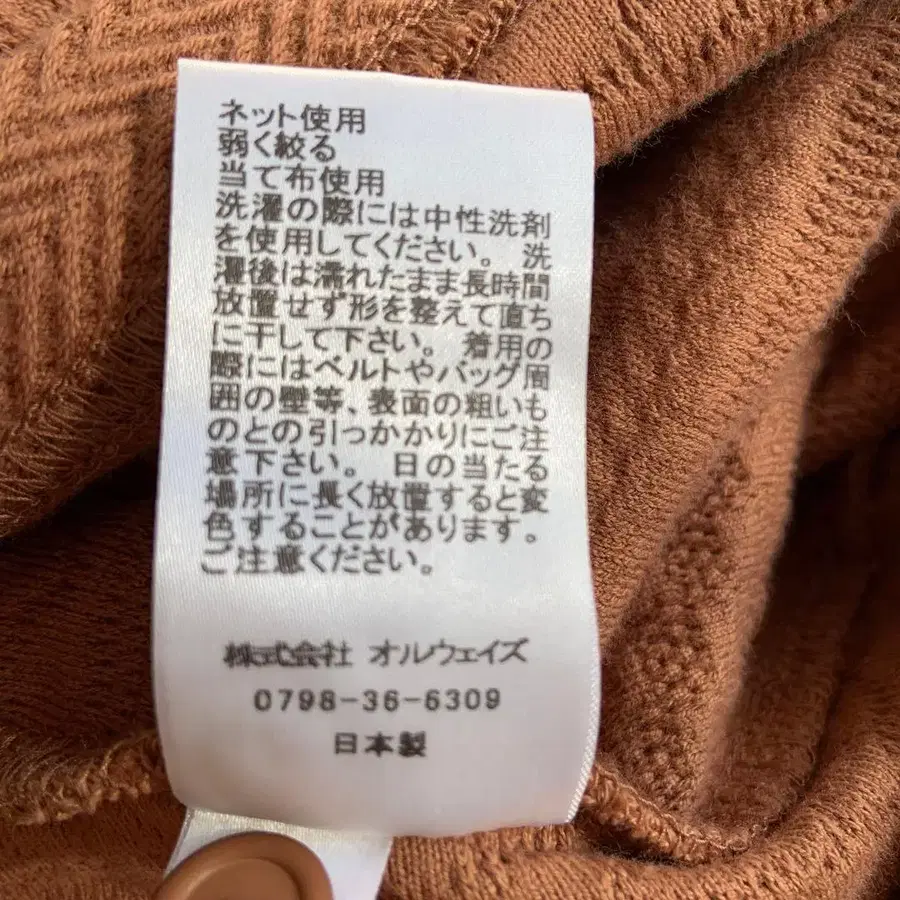 ネット使用
弱く絞る
当て布使用
洗濯の際には中性洗剤
を使用してください。 洗
濯後は濡れたまま長時間
放置せず形を整えて直ち
に干して下さい。 着用の
際にはベルトやバッグ周
囲の壁等、表面の粗いも
のとの引っかかりにご注
意下さい。 日の当たる
場所に長く放置すると変
色することがあります。
ご注意ください。
株式会社 オルウェイズ
0798-36-6309
日本製